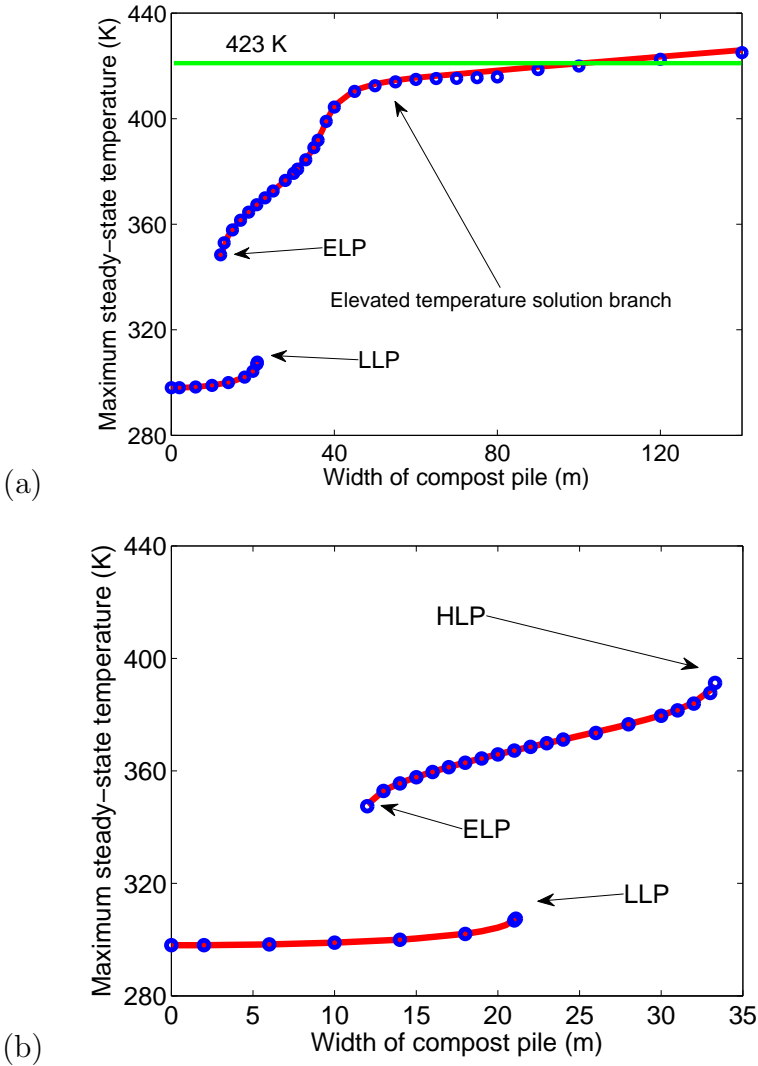 440
423 K
400
360
ELP
Elevated temperature solution branch
320
LLP
280
0
40
80
120
Width of compost pile (m)
Maximum steady-state temperature (K)
(a)
440
HLP
400
360
ELP
320
LLP
280
0
5
10
15
20
25
30
35
Width of compost pile (m)
Maximum steady-state temperature (K)
(b)